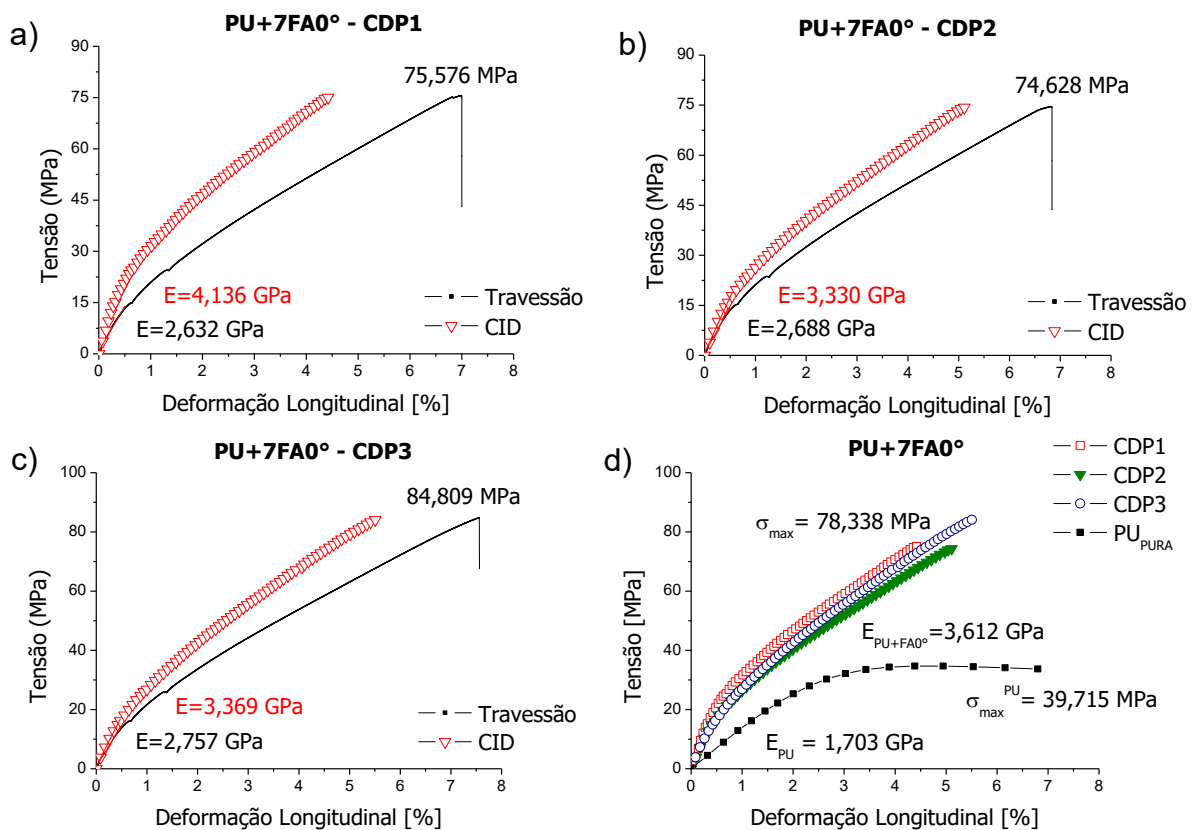 a)
PU+7FA0° - CDP1
90
75
60
45
30
15
0
Tensão (MPa)
75,576 MPa
E=4,136 GPa
E=2,632 GPa
Travessão
CID
0 1 2 3 4 5 6 7 8
Deformação Longitudinal [%]
b)
PU+7FA0° - CDP2
90
75
60
45
30
15
0
Tensão (MPa)
74,628 MPa
E=3,330 GPa
E=2,688 GPa
Travessão
CID
0 1 2 3 4 5 6 7 8
Deformação Longitudinal [%]
c)
PU+7FA0° - CDP3
100
80
60
40
20
0
Tensão (MPa)
84,809 MPa
E=3,369 GPa
E=2,757 GPa
Travessão
CID
0 1 2 3 4 5 6 7 8
Deformação Longitudinal [%]
d)
PU+7FA0°
CDP1
CDP2
CDP3
PU PURA
100
80
60
40
20
0
Tensão [MPa]
σmax= 78,338 MPa
EPU+FA0°=3,612 GPa
σmax PU = 39,715 MPa
EPU = 1,703 GPa
0 1 2 3 4 5 6 7 8
Deformação Longitudinal [%]